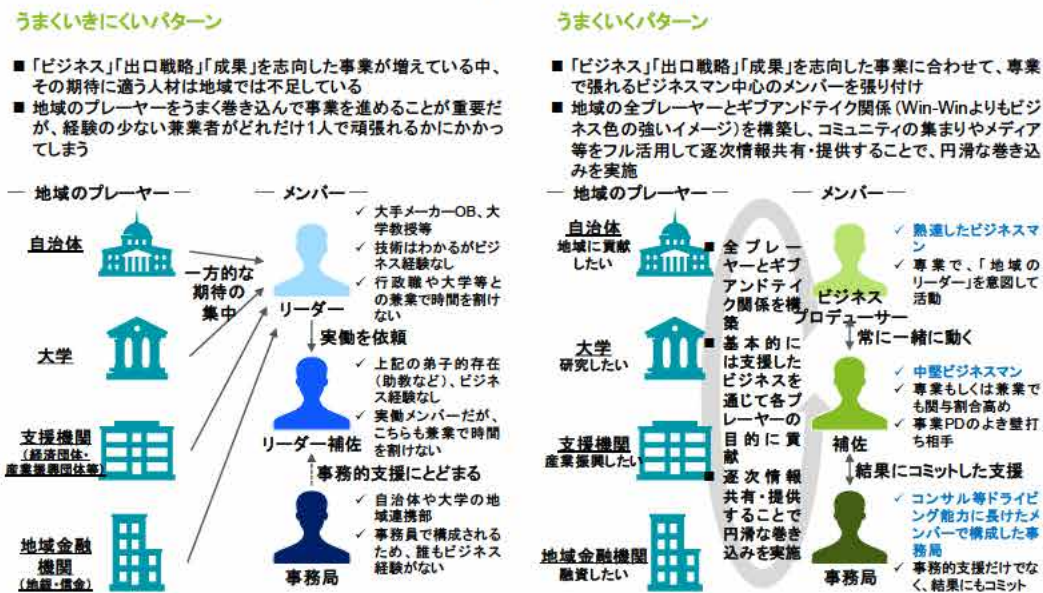 うまくいきにくいパターン
■ 「ビジネス」「出口戦略」「成果」を志向した事業が増えている中、
その期待に適う人材は地域では不足している
■ 地域のプレーヤーをうまく巻き込んで事業を進めることが重要だ
が、経験の少ない兼業者がどれだけ1人で頑張れるかにかかっ
てしまう
― 地域のプレーヤー ―
― メンバー ―
自治体
大学
支援機関
(経済団体・
産業振興団体等)
地域金融
機関
(地銀・信金)
一方的な
期待の
集中
リーダー
✓ 大手メーカーOB、大
学教授等
✓ 技術はわかるがビジ
ネス経験なし
✓ 行政職や大学等と
の兼業で時間を割け
ない
実働を依頼
リーダー補佐
✓ 上記の弟子的存在
(助教など)、ビジネ
ス経験なし
✓ 実働メンバーだが、
こちらも兼業で時間
を割けない
事務的支援にとどまる
事務局
✓ 自治体や大学の地
域連携部
✓ 事務員で構成される
ため、誰もビジネス
経験がない
うまくいくパターン
■ 「ビジネス」「出口戦略」「成果」を志向した事業に合わせて、専業
で張れるビジネスマン中心のメンバーを張り付け
■ 地域の全プレーヤーとギブアンドテイク関係(Win-Winよりもビジ
ネス色の強いイメージ)を構築し、コミュニティの集まりやメディア
等をフル活用して逐次情報共有・提供することで、円滑な巻き込
みを実施
― 地域のプレーヤー ―
― メンバー ―
自治体
地域に貢献
したい
大学
研究したい
支援機関
産業振興したい
地域金融機関
融資したい
■ 全プレー
ヤーとギブ
アンドテイ
ク関係を構
築
■ 基本的に
は支援した
ビジネスを
通じて各プ
レーヤーの
目的に貢
献
■ 逐次情報
共有・提供
することで
円滑な巻き
込みを実施
ビジネス
プロデューサー
✓ 熟達したビジネスマ
ン
✓ 専業で、「地域の
リーダー」を意図して
活動
常に一緒に動く
補佐
✓ 中堅ビジネスマン
✓ 専業もしくは兼業で
も関与割合高め
✓ 事業PDのよき壁打
ち相手
結果にコミットした支援
事務局
✓ コンサル等ドライビ
ング能力に長けたメ
ンバーで構成した事
務局
✓ 事務的支援だけでな
く、結果にもコミット